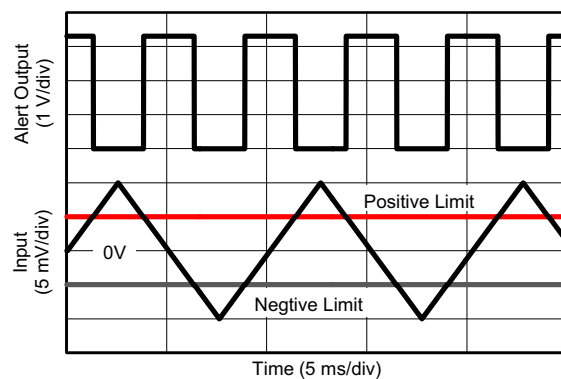 Alert Output
(1 V/div)
Positive Limit
Input
(5 mV/div)
0V
Negtive Limit
Time (5 ms/div)